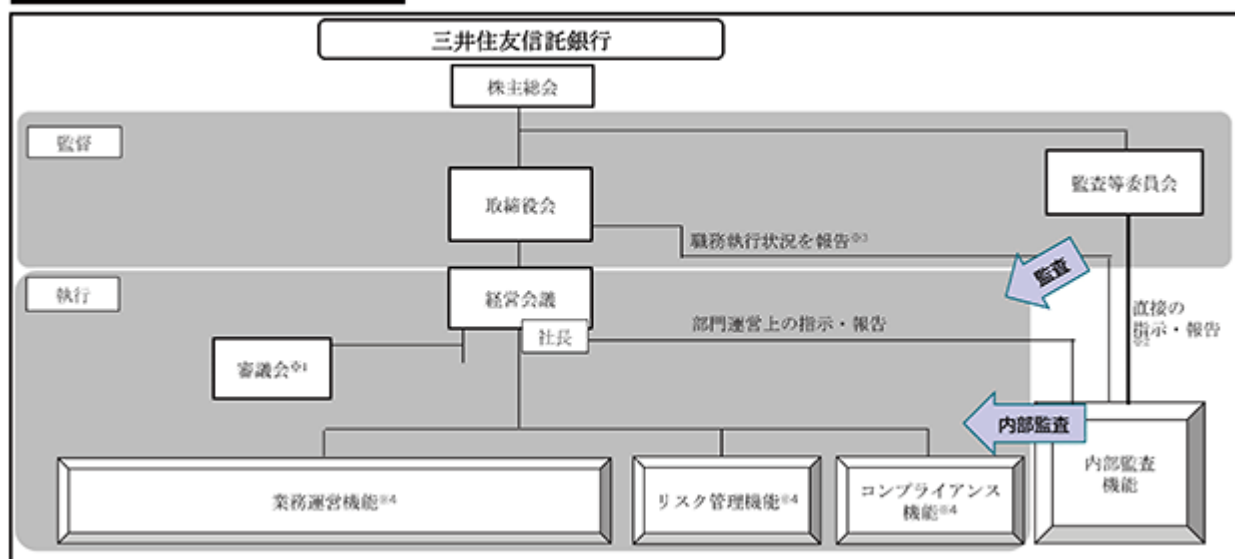 三井住友信託銀行
株主総会
監督
監査等委員会
取締役会
職務執行状況を報告※3
監査
執行
経営会議
社長
部門運営上の指示・報告
直接の
指示・報告
※2
審議会※1
内部監査
内部監査
機能
業務運営機能※4
リスク管理機能※4
コンプライアンス
機能※4